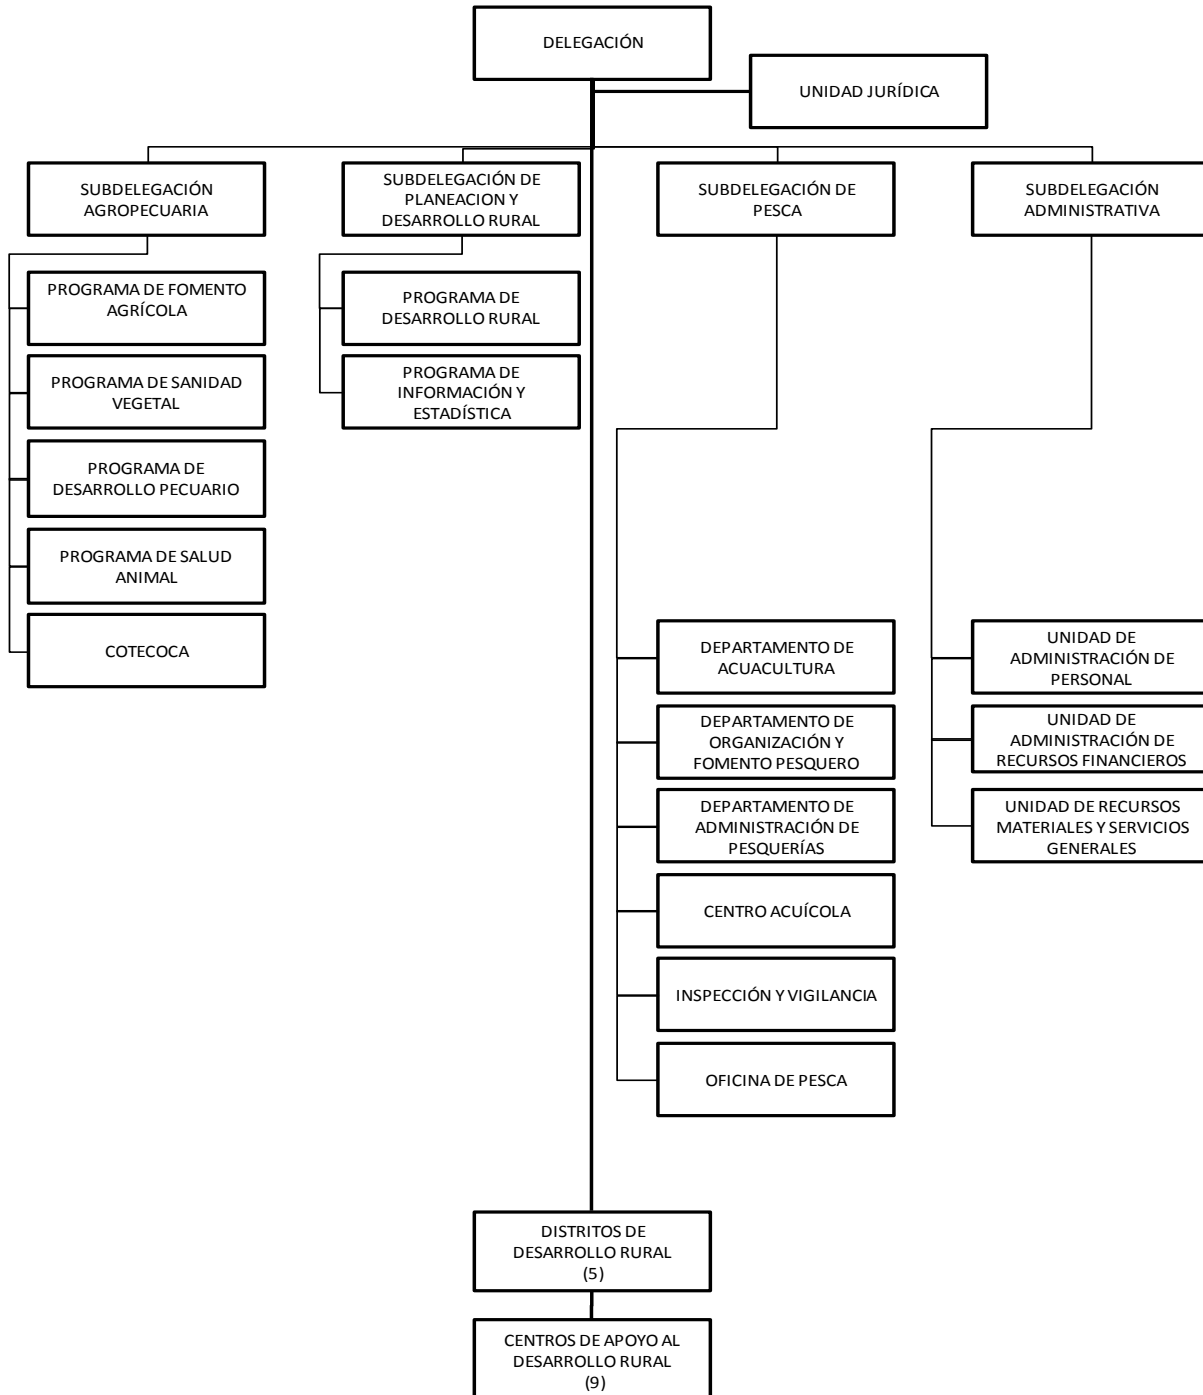 DELEGACIÓN
UNIDAD JURÍDICA
SUBDELEGACIÓN
AGROPECUARIA
SUBDELEGACIÓN DE
PLANEACION Y
DESARROLLO RURAL
SUBDELEGACIÓN DE
PESCA
SUBDELEGACIÓN
ADMINISTRATIVA
PROGRAMA DE FOMENTO
AGRÍCOLA
PROGRAMA DE SANIDAD
VEGETAL
PROGRAMA DE
DESARROLLO PECUARIO
PROGRAMA DE SALUD
ANIMAL
COTECOCA
PROGRAMA DE
DESARROLLO RURAL
PROGRAMA DE
INFORMACIÓN Y
ESTADÍSTICA
DEPARTAMENTO DE
ACUACULTURA
DEPARTAMENTO DE
ORGANIZACIÓN Y
FOMENTO PESQUERO
DEPARTAMENTO DE
ADMINISTRACIÓN DE
PESQUERÍAS
CENTRO ACUÍCOLA
INSPECCIÓN Y VIGILANCIA
OFICINA DE PESCA
UNIDAD DE
ADMINISTRACIÓN DE
PERSONAL
UNIDAD DE
ADMINISTRACIÓN DE
RECURSOS FINANCIEROS
UNIDAD DE RECURSOS
MATERIALES Y SERVICIOS
GENERALES
DISTRITOS DE
DESARROLLO RURAL
(5)
CENTROS DE APOYO AL
DESARROLLO RURAL
(9)